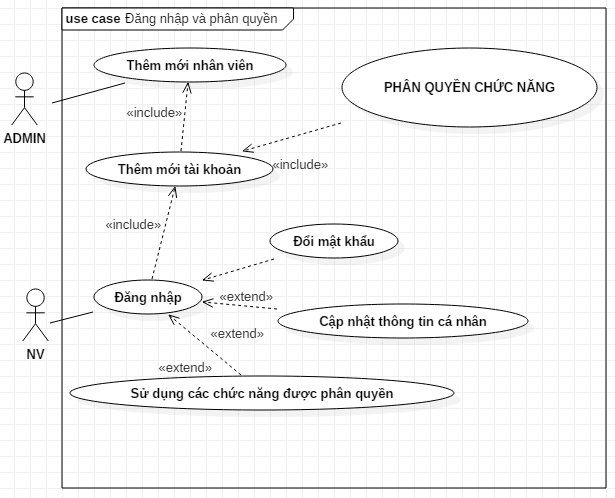 use case Đăng nhập và phân quyền
Thêm mới nhân viên
PHÂN QUYỀN CHỨC NĂNG
ADMIN
«include»
Thêm mới tài khoản
«include»
«include»
Đổi mật khẩu
Đăng nhập
«extend»
NV
Cập nhật thông tin cá nhân
«extend»
«extend»
Sử dụng các chức năng được phân quyền